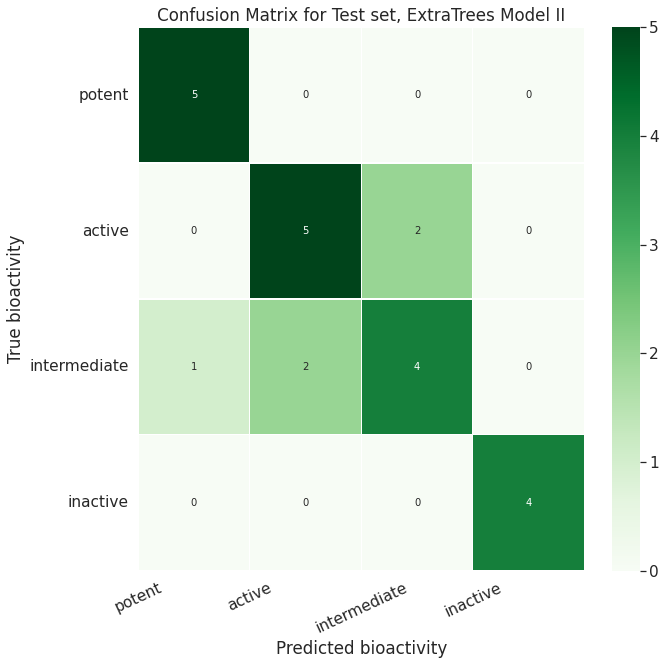 Confusion Matrix for Test set, ExtraTrees Model II
True bioactivity
potent 5 0 0 0
active 0 5 2 0
intermediate 1 2 4 0
inactive 0 0 0 4
potent active intermediate inactive
Predicted bioactivity
5
4
3
2
1
0